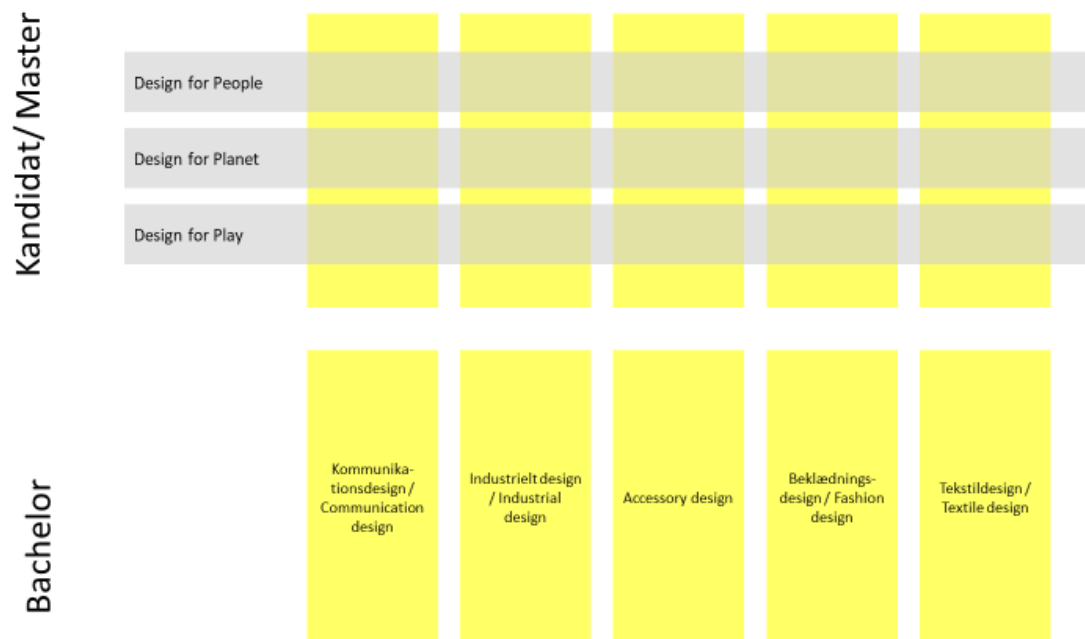 Kandidat/ Master
Design for People
Design for Planet
Design for Play
Bachelor
Kommunika-
tionsdesign /
Communication
design
Industrielt design
/ Industrial
design
Accessory design
Beklædnings-
design / Fashion
design
Tekstildesign /
Textile design